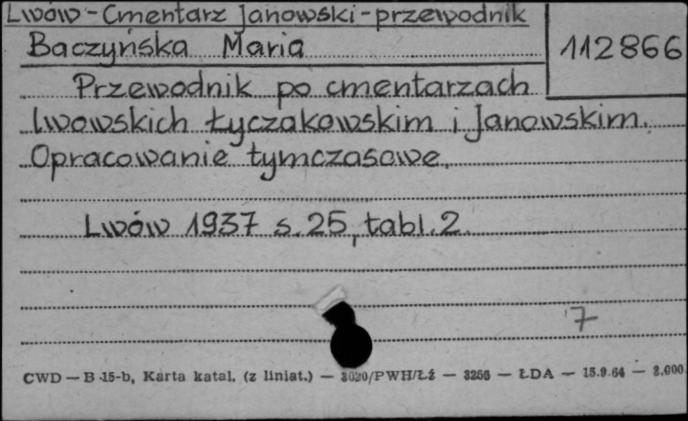 Lwów - Cmentarz Janowski - przewodnik
Baczyńska Maria
112866
Przewodnik po cmentarzach
lwowskich Łyczakowskim i Janowskim.
Opracowanie tymczasowe.
Lwów 1937 s. 25, tabl. 2.
7
CWD — B-15-b, Karta katal. (z liniat.) — 3020/PWH/Łź — 3256 — ŁDA — 15.9.64 — 2.000